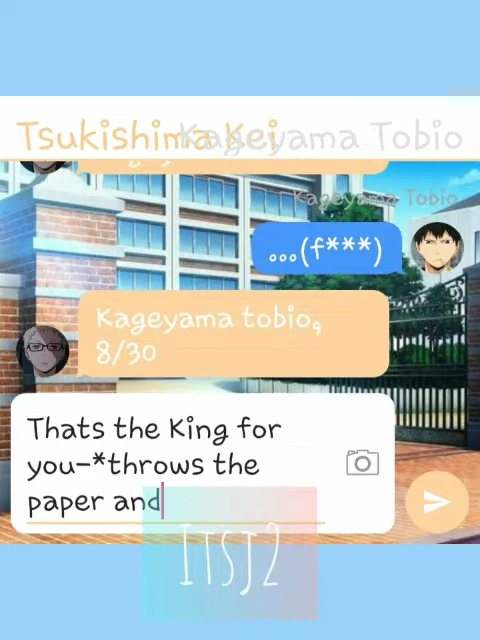 Tsukishima Kei
Kageyama Tobio
Kageyama Tobio
...(f***)
Kageyama tobio,
8/30
Thats the King for
you-*throws the
paper and
ITSJ2